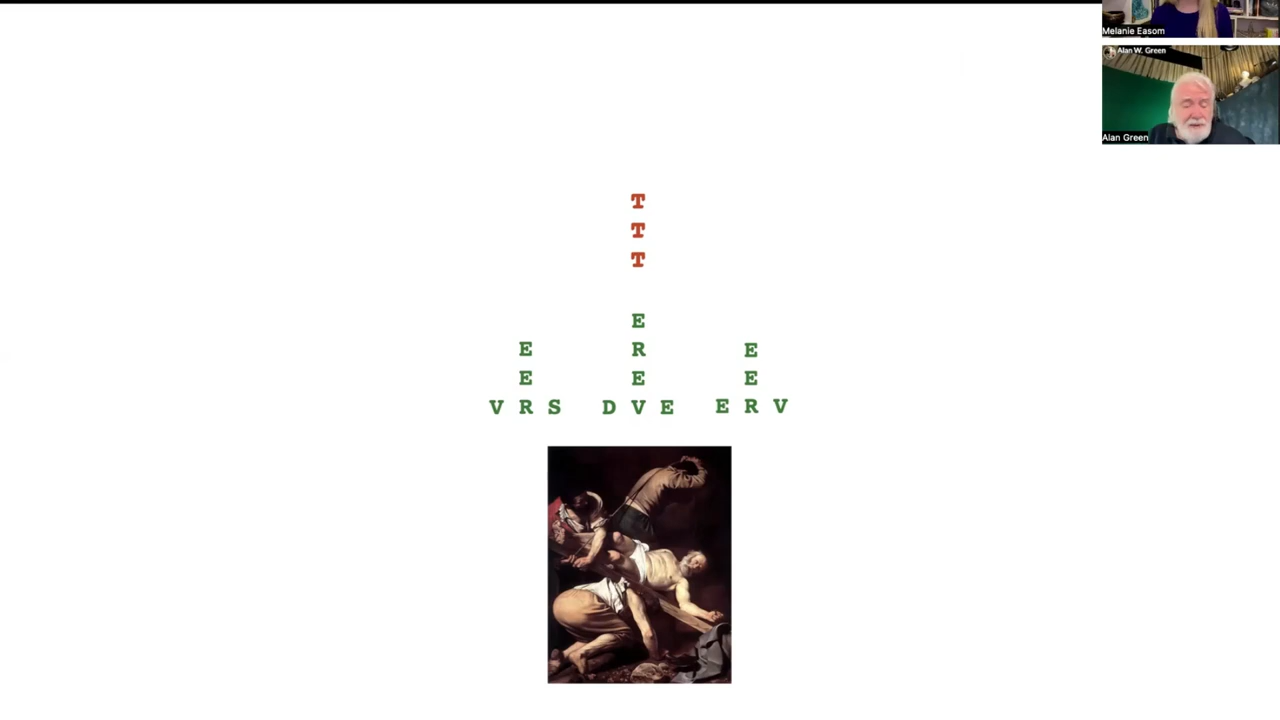 Melanie Easom
Alan W. Green
Alan Green
T
T
T
E
E R E
E E E
V R S D V E E R V